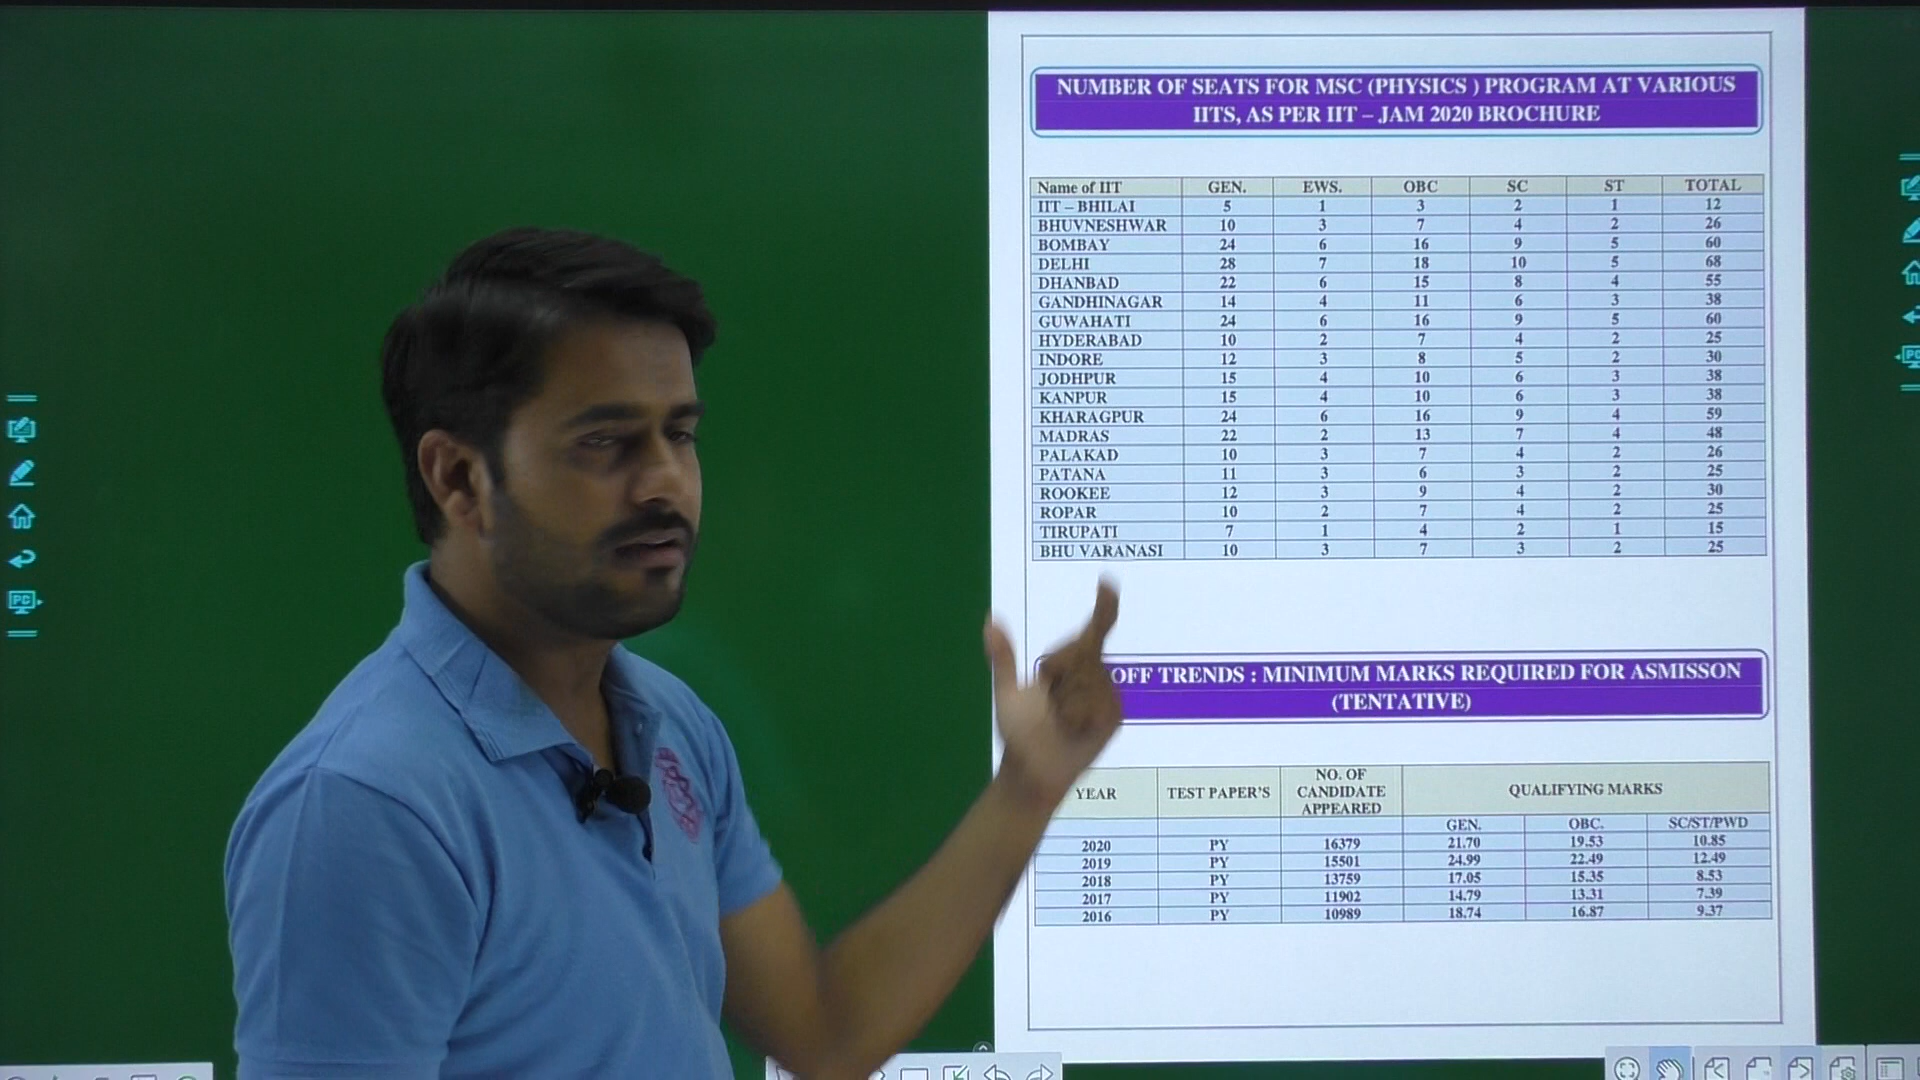 NUMBER OF SEATS FOR MSC (PHYSICS ) PROGRAM AT VARIOUS
IITS, AS PER IIT – JAM 2020 BROCHURE
Name of IIT GEN. EWS. OBC SC ST TOTAL
IIT – BHILAI 5 1 3 2 1 12
BHUVNESHWAR 10 3 7 4 2 26
BOMBAY 24 6 16 9 5 60
DELHI 28 7 18 10 5 68
DHANBAD 22 6 15 8 4 55
GANDHINAGAR 14 4 11 6 3 38
GUWAHATI 24 6 16 9 5 60
HYDERABAD 10 2 7 4 2 25
INDORE 12 3 8 5 2 30
JODHPUR 15 4 10 6 3 38
KANPUR 15 4 10 6 3 38
KHARAGPUR 24 6 16 9 4 59
MADRAS 22 2 13 7 4 48
PALAKAD 10 3 7 4 2 26
PATANA 11 3 6 3 2 25
ROOKEE 12 3 9 4 2 30
ROPAR 10 2 7 4 2 25
TIRUPATI 7 1 4 2 1 15
BHU VARANASI 10 3 7 3 2 25
OFF TRENDS : MINIMUM MARKS REQUIRED FOR ASMISSON
(TENTATIVE)
YEAR TEST PAPER'S NO. OF CANDIDATE APPEARED QUALIFYING MARKS
GEN. OBC. SC/ST/PWD
2020 PY 16379 21.70 19.53 10.85
2019 PY 15501 24.99 22.49 12.49
2018 PY 13759 17.05 15.35 8.53
2017 PY 11902 14.79 13.31 7.39
2016 PY 10989 18.74 16.87 9.37
PC
PC